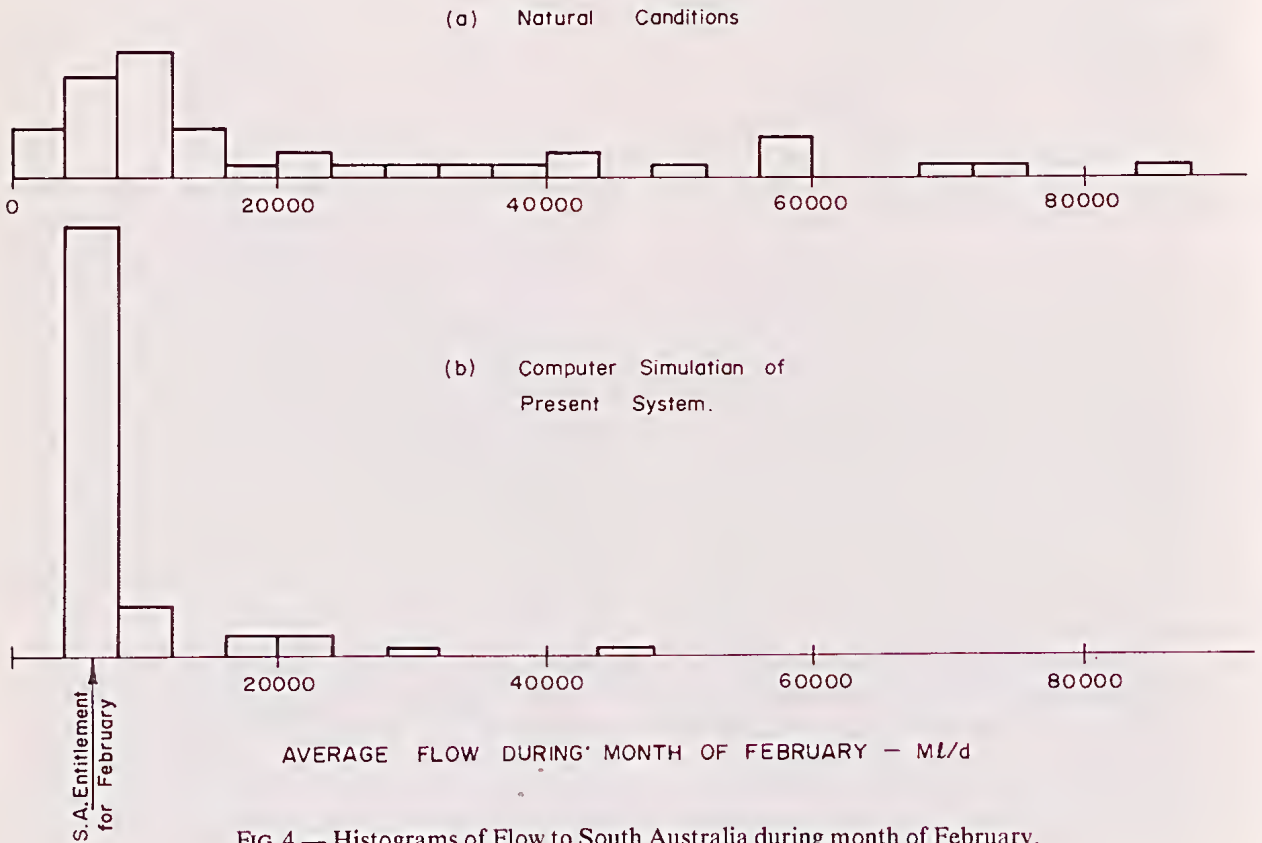 (a) Natural Conditions
0 20000 40000 60000 80000
(b) Computer Simulation of
Present System.
20000 40000 60000 80000
S.A. Entitlement
for February
AVERAGE FLOW DURING MONTH OF FEBRUARY — Ml/d
FIG 4 — Histograms of Flow to South Australia during month of February.